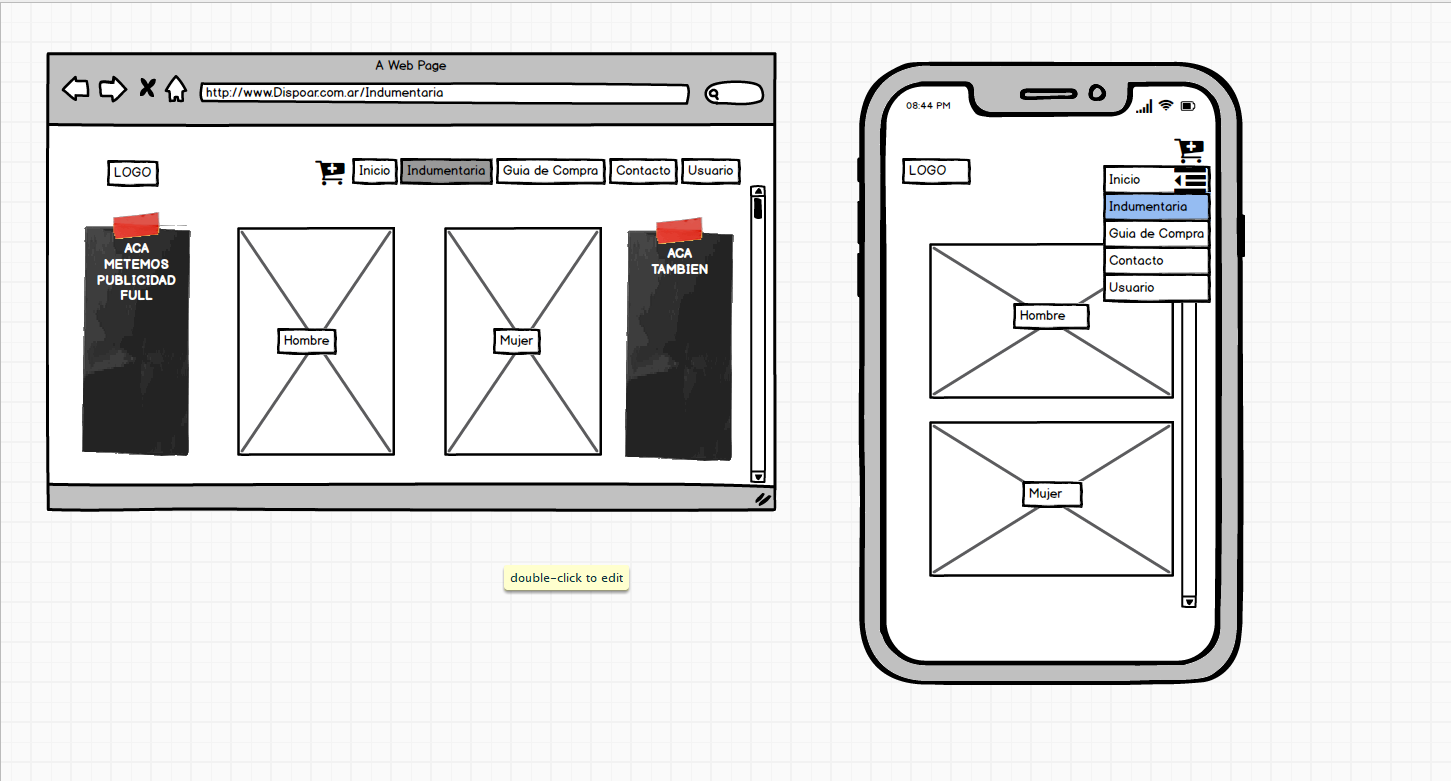 A Web Page
http://www.Dispoar.com.ar/Indumentaria
LOGO
Inicio
Indumentaria
Guia de Compra
Contacto
Usuario
ACA
METEMOS
PUBLICIDAD
FULL
Hombre
Mujer
ACA
TAMBIEN
double-click to edit
08:44 PM
LOGO
Inicio
Indumentaria
Guia de Compra
Contacto
Usuario
Hombre
Mujer